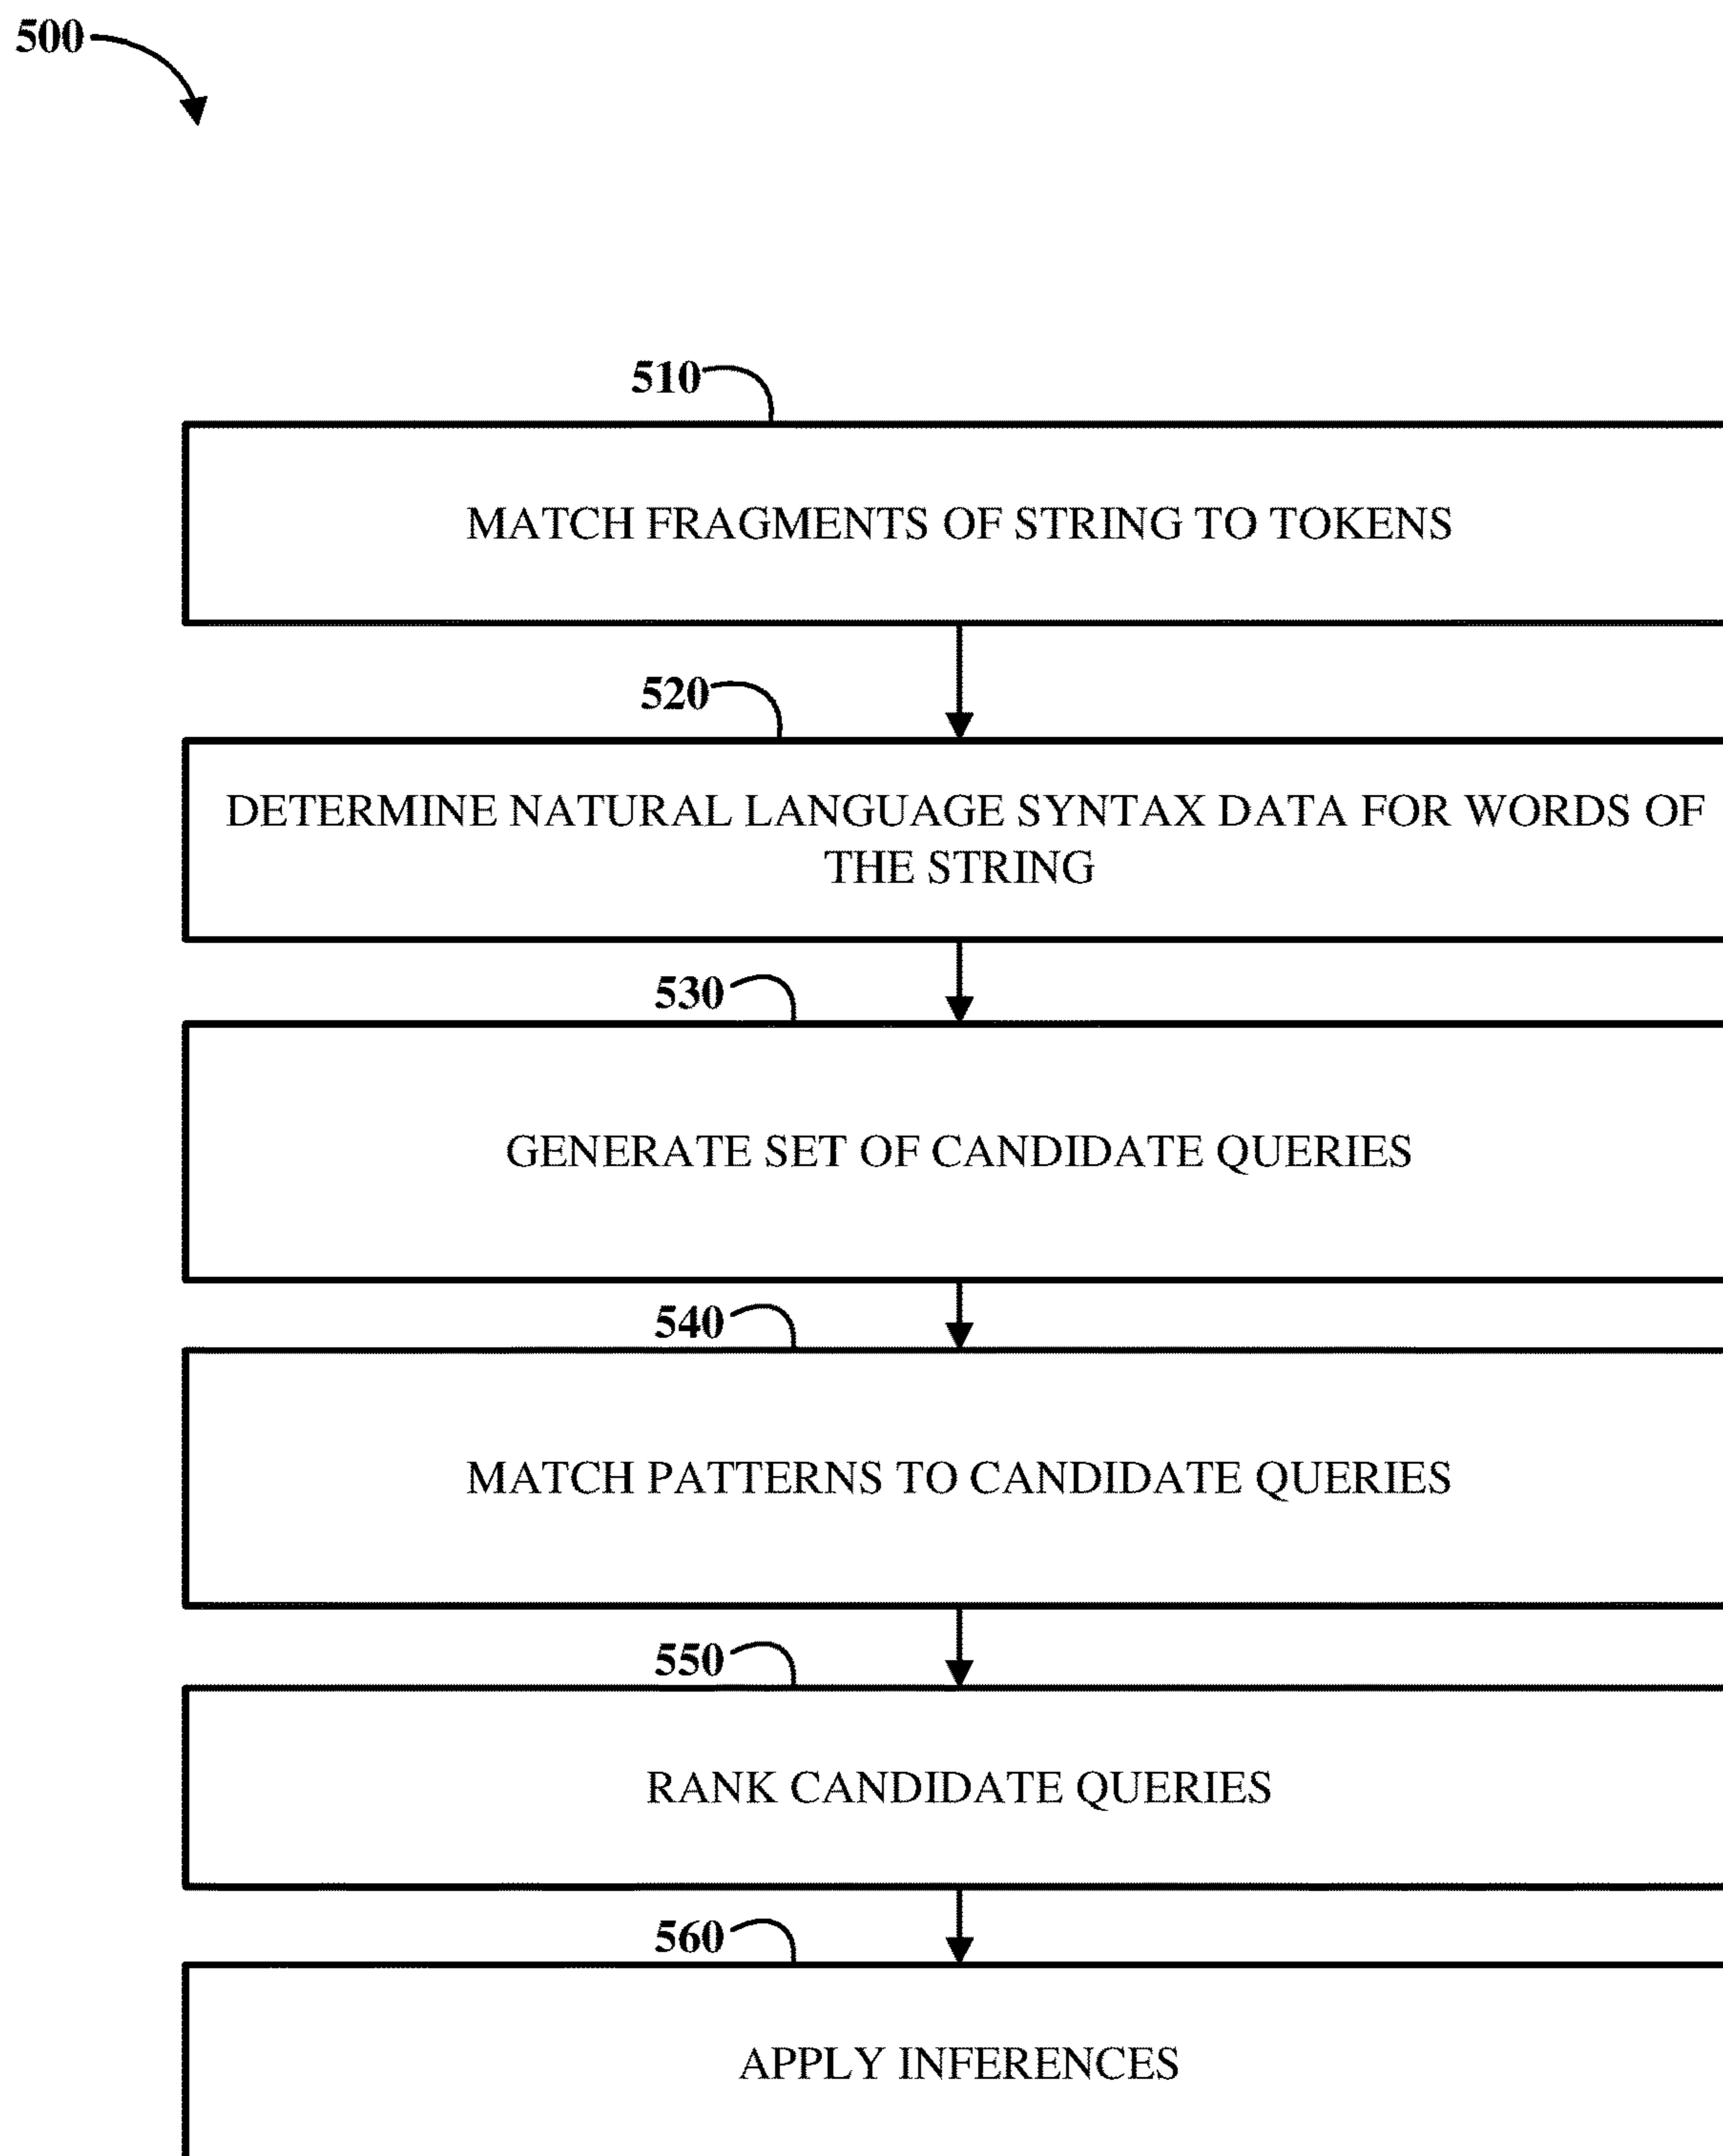 500
510
MATCH FRAGMENTS OF STRING TO TOKENS
520
DETERMINE NATURAL LANGUAGE SYNTAX DATA FOR WORDS OF
THE STRING
530
GENERATE SET OF CANDIDATE QUERIES
540
MATCH PATTERNS TO CANDIDATE QUERIES
550
RANK CANDIDATE QUERIES
560
APPLY INFERENCES